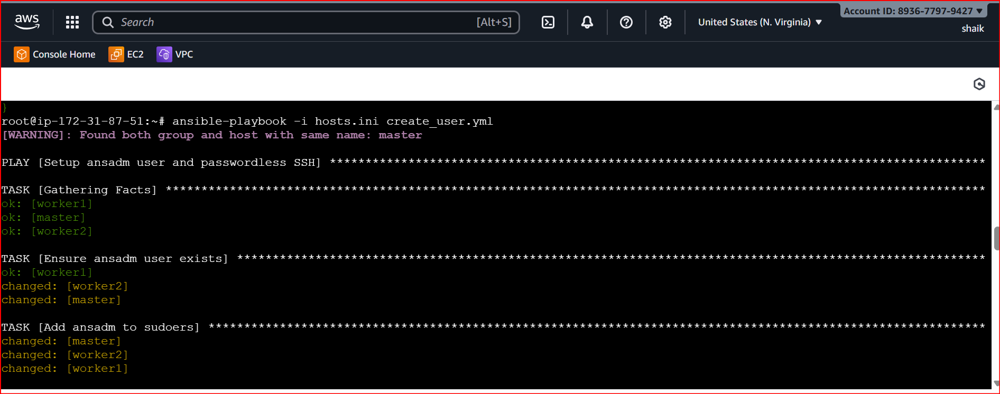 aws
Search [Alt+S]
United States (N. Virginia) ▼
Account ID: 8936-7797-9427 ▼
shaik
Console Home EC2 VPC
}
root@ip-172-31-87-51:~# ansible-playbook -i hosts.ini create_user.yml
[WARNING]: Found both group and host with same name: master
PLAY [Setup ansadm user and passwordless SSH] ********************************************************************************************
TASK [Gathering Facts] *******************************************************************************************************************
ok: [worker1]
ok: [master]
ok: [worker2]
TASK [Ensure ansadm user exists] *********************************************************************************************************
ok: [worker1]
changed: [worker2]
changed: [master]
TASK [Add ansadm to sudoers] *************************************************************************************************************
changed: [master]
changed: [worker2]
changed: [worker1]